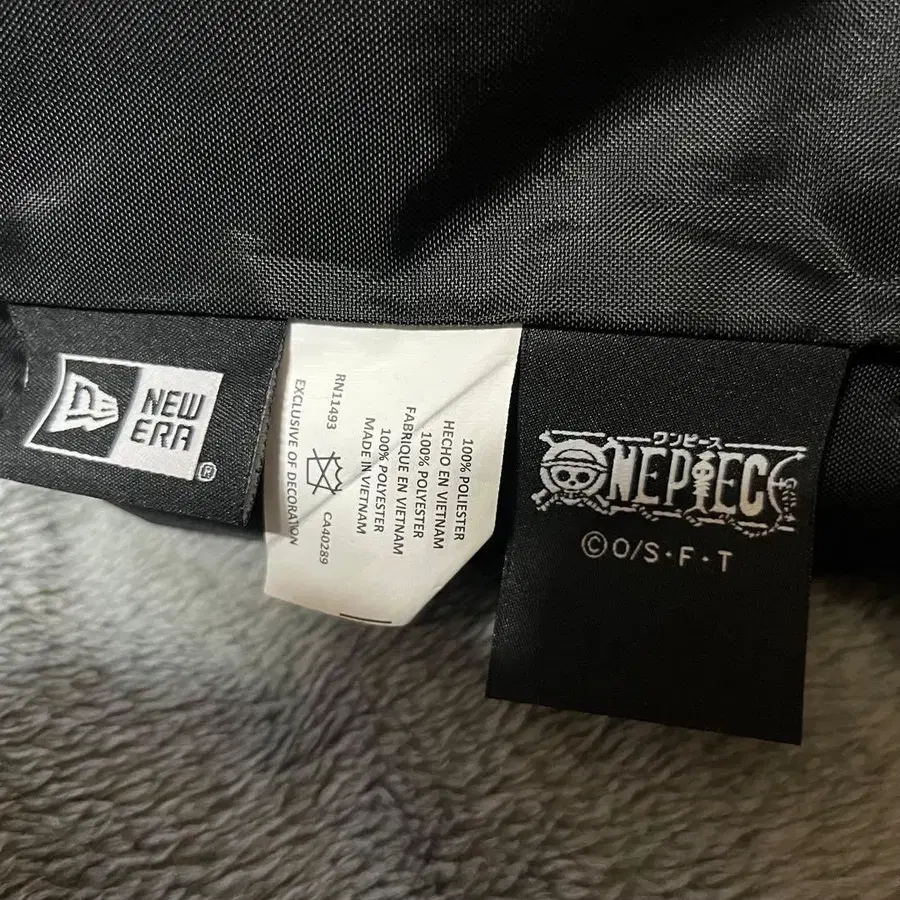 NEW
ERA
®
100% POLIESTER
HECHO EN VIETNAM
100% POLYESTER
FABRIQUE EN VIETNAM
100% POLYESTER
MADE IN VIETNAM
RN11493
CA40289
EXCLUSIVE OF DECORATION
ワンピース
ONEPIECE
©O/S·F·T